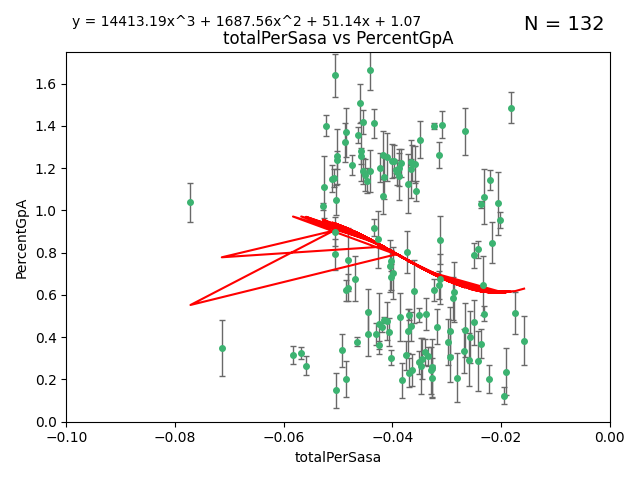 y = 14413.19x^3 + 1687.56x^2 + 51.14x + 1.07
N = 132
totalPerSasa vs PercentGpA
PercentGpA
1.6
1.4
1.2
1.0
0.8
0.6
0.4
0.2
0.0
−0.10 −0.08 −0.06 −0.04 −0.02 0.00
totalPerSasa